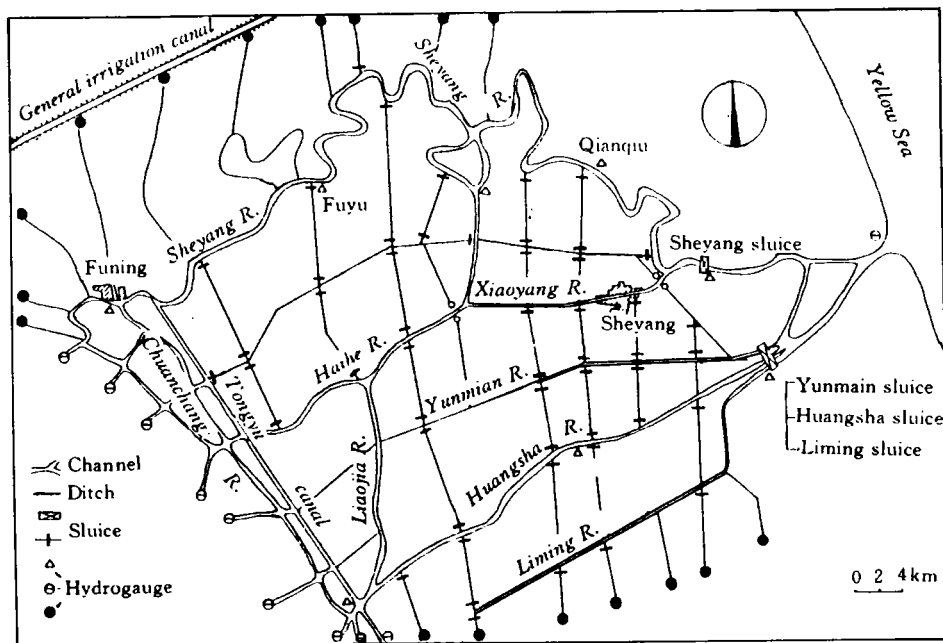 General irrigation canal
Sheyang
R.
Yellow Sea
Qianqiu
Fuyu
Sheyang R.
Funing
Sheyang sluice
Xiaoyang R.
Sheyang
Haihe R.
Chuanchang
R.
Tongyu
canal
Yunmian R.
Liaojia R.
Huangsha
R.
Liming R.
Yunmain sluice
Huangsha sluice
Liming sluice
Channel
Ditch
Sluice
Hydrogauge
0 2 4km